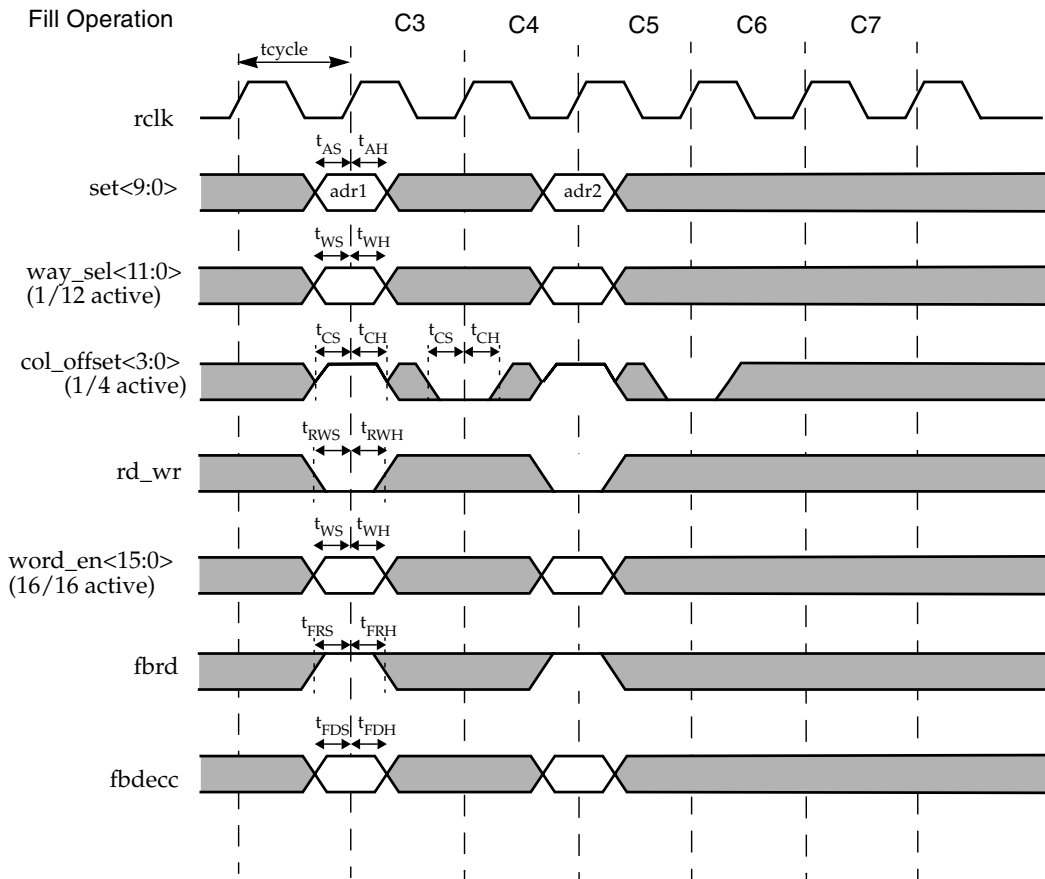 Fill Operation C3 C4 C5 C6 C7
tcycle
rclk
tAS tAH
set<9:0> adr1 adr2
tWS tWH
way_sel<11:0>
(1/12 active)
tCS tCH tCS tCH
col_offset<3:0>
(1/4 active)
tRWS tRWH
rd_wr
tWS tWH
word_en<15:0>
(16/16 active)
tFRS tFRH
fbrd
tFDS tFDH
fbdecc